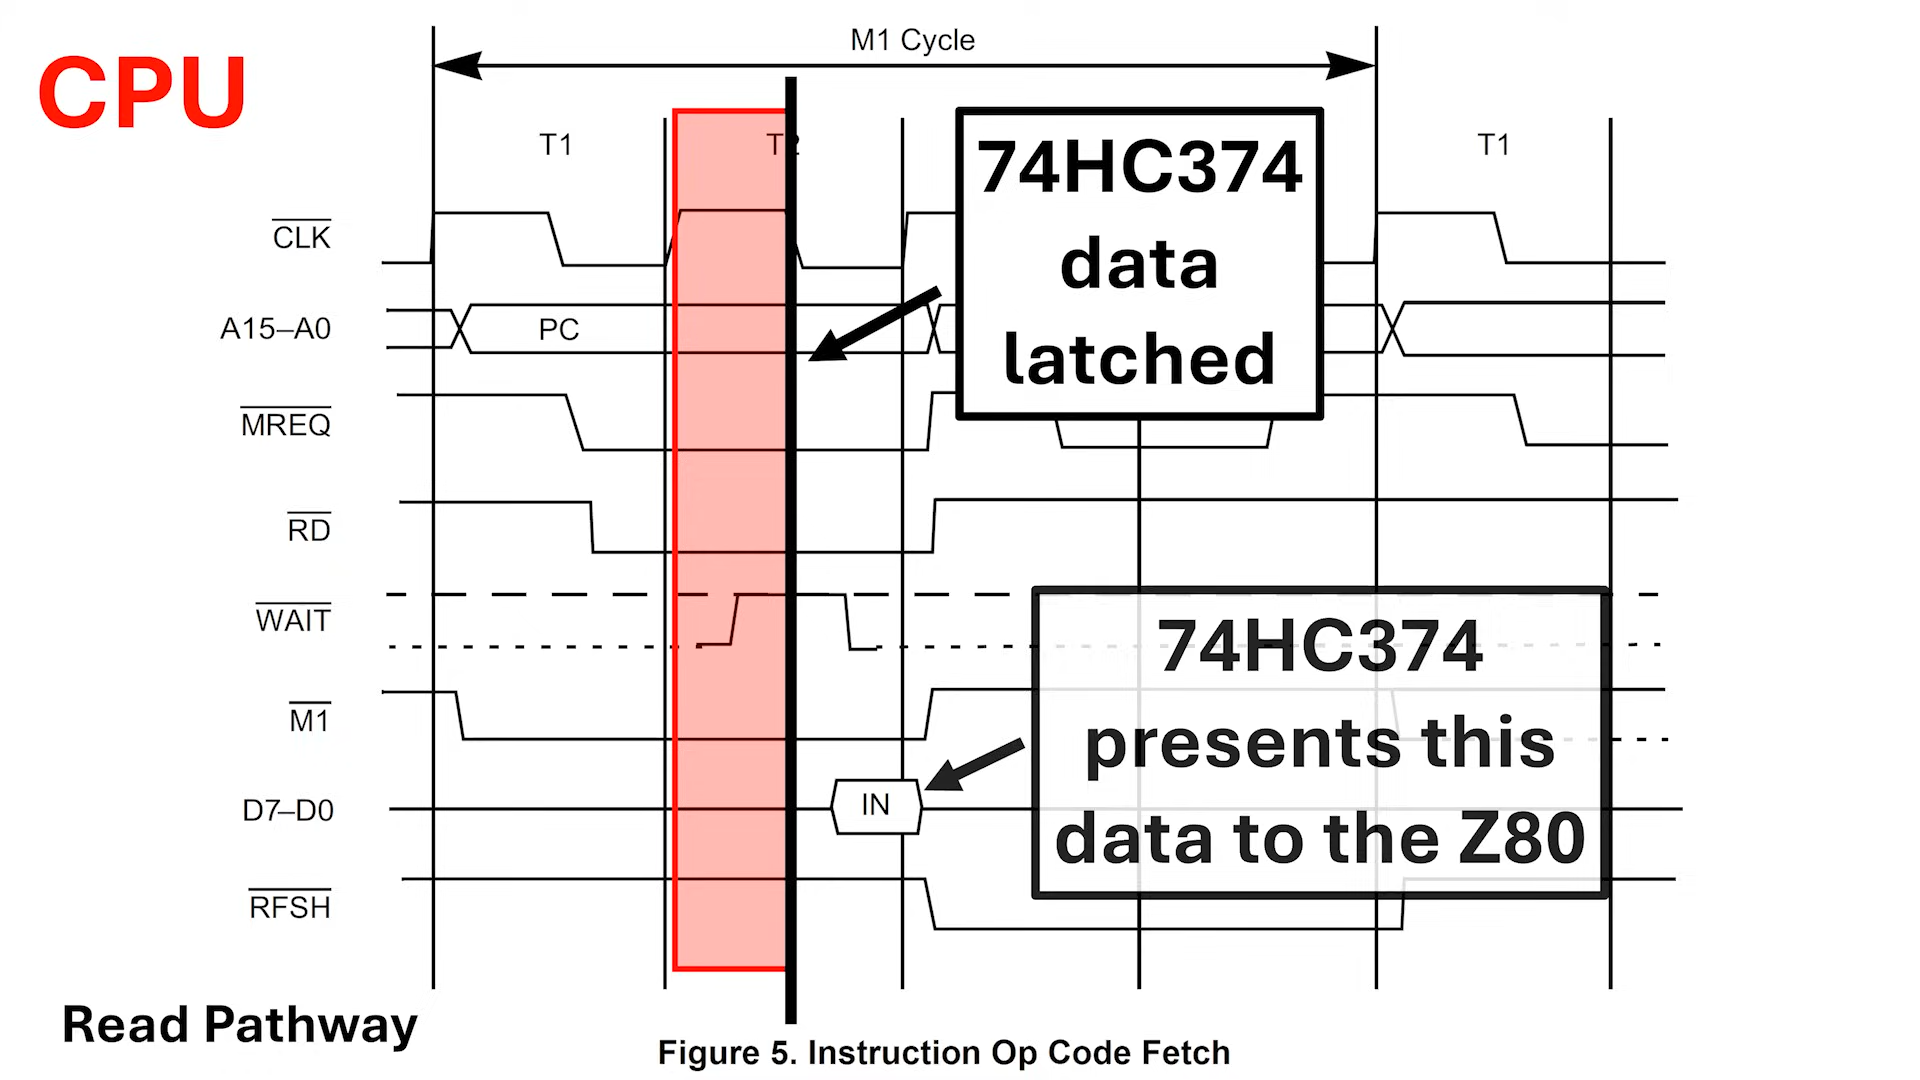 M1 Cycle
CPU
T1
T2
T1
74HC374
data
latched
CLK
A15–A0
PC
MREQ
RD
WAIT
M1
D7–D0
IN
RFSH
74HC374
presents this
data to the Z80
Read Pathway
Figure 5. Instruction Op Code Fetch